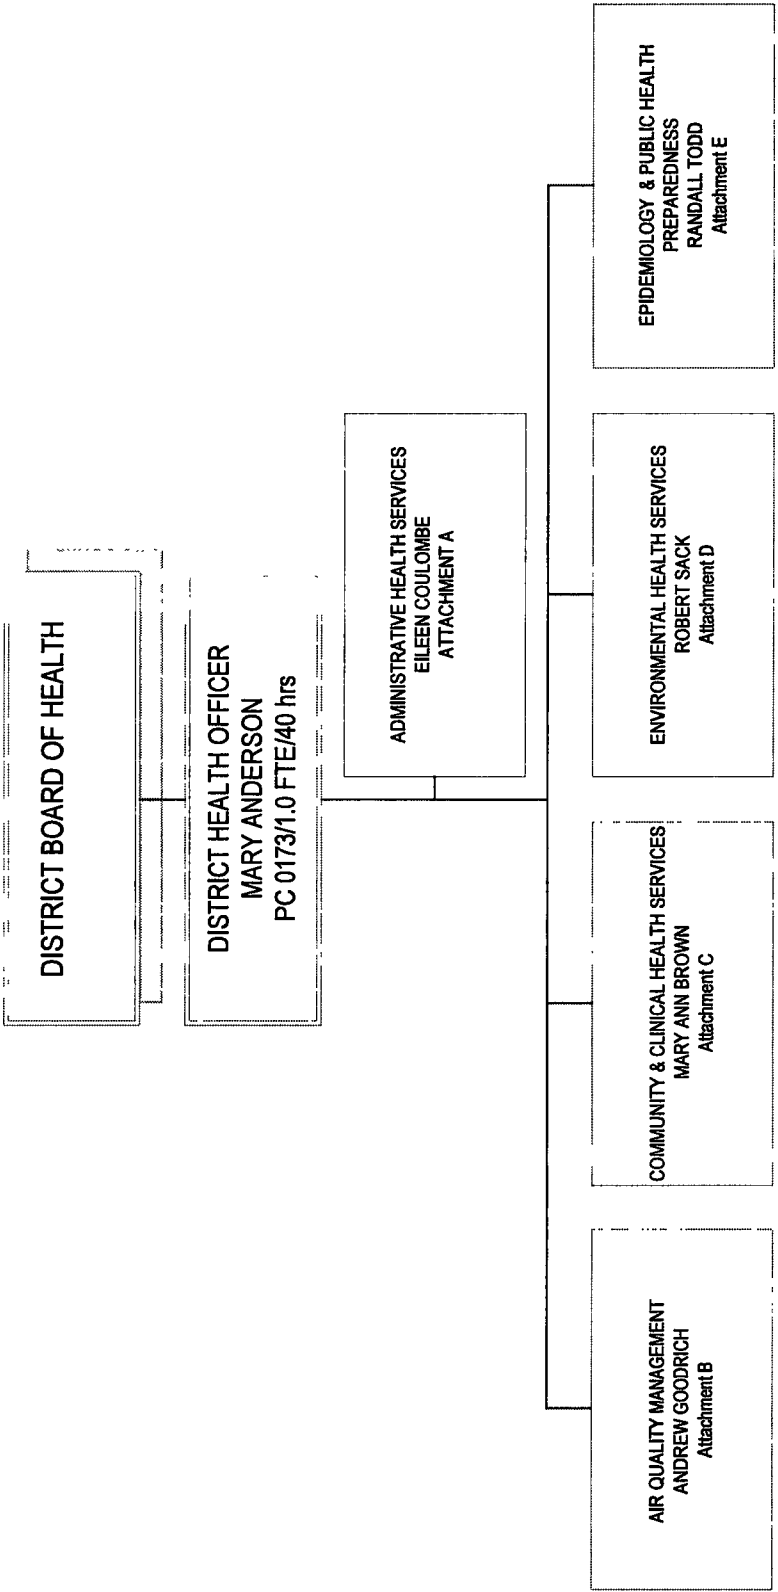 DISTRICT BOARD OF HEALTH
DISTRICT HEALTH OFFICER
MARY ANDERSON
PC 0173/1.0 FTE/40 hrs
ADMINISTRATIVE HEALTH SERVICES
EILEEN COULOMBE
ATTACHMENT A
AIR QUALITY MANAGEMENT
ANDREW GOODRICH
Attachment B
COMMUNITY & CLINICAL HEALTH SERVICES
MARY ANN BROWN
Attachment C
ENVIRONMENTAL HEALTH SERVICES
ROBERT SACK
Attachment D
EPIDEMIOLOGY & PUBLIC HEALTH
PREPAREDNESS
RANDALL TODD
Attachment E